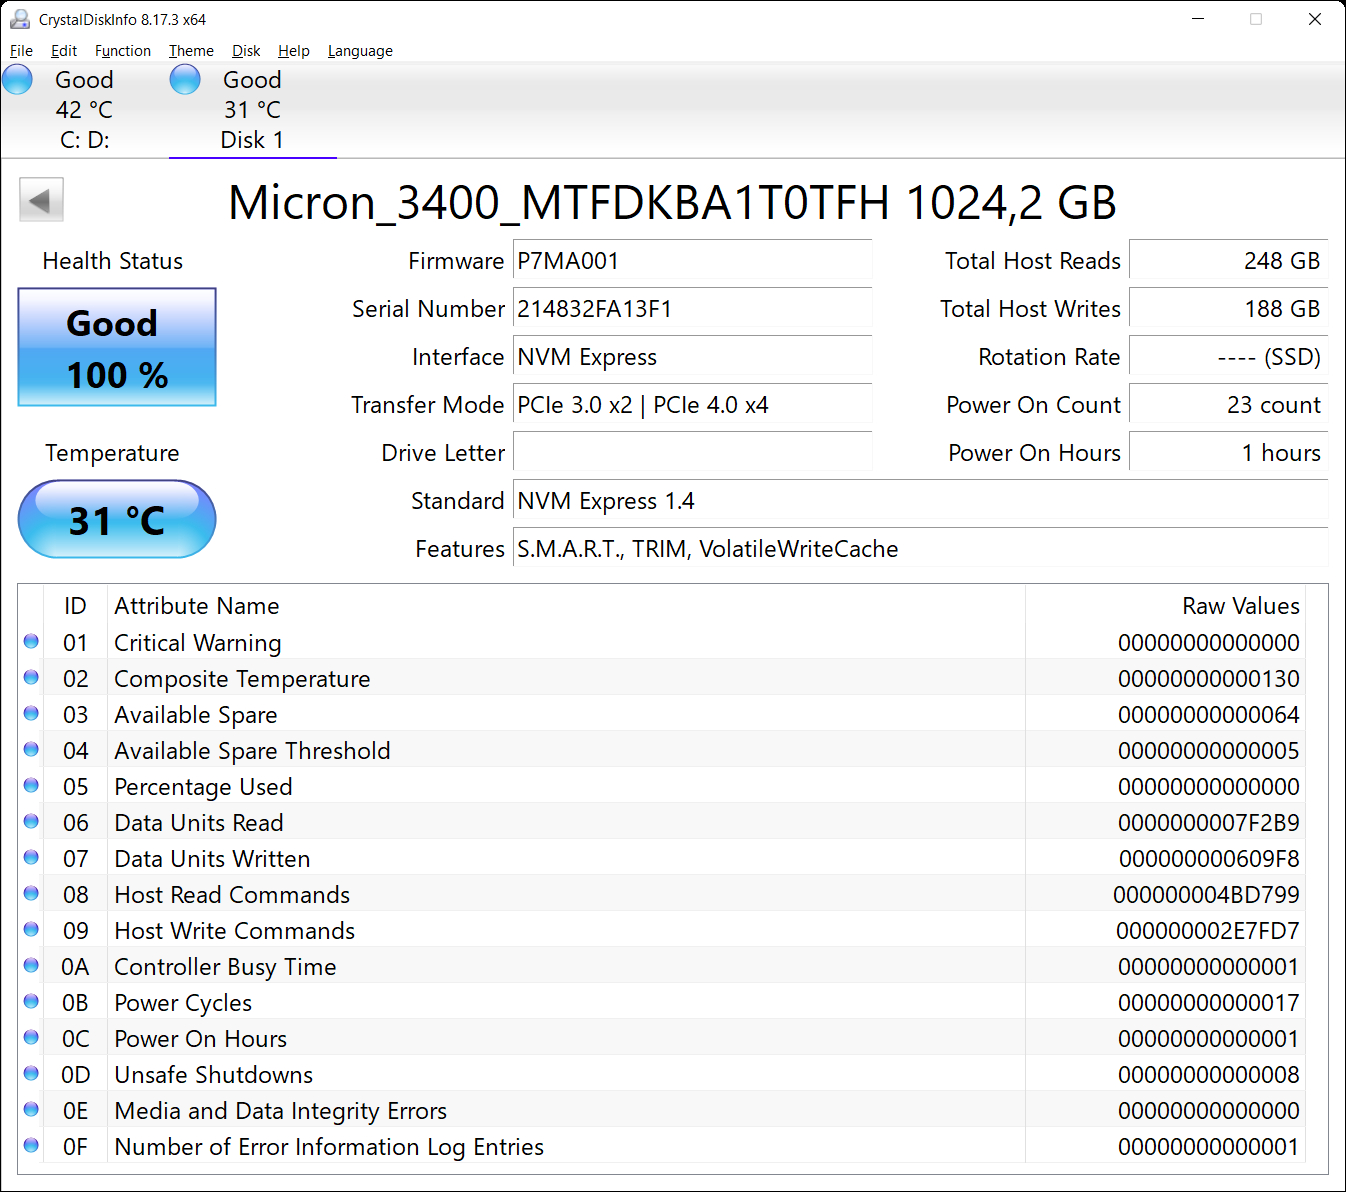 CrystalDiskInfo 8.17.3 x64
File Edit Function Theme Disk Help Language
Good Good
42 °C 31 °C
C: D: Disk 1
Micron_3400_MTFDKBA1T0TFH 1024,2 GB
Health Status
Good
100 %
Temperature
31 °C
Firmware P7MA001
Serial Number 214832FA13F1
Interface NVM Express
Transfer Mode PCIe 3.0 x2 | PCIe 4.0 x4
Drive Letter
Standard NVM Express 1.4
Features S.M.A.R.T., TRIM, VolatileWriteCache
Total Host Reads 248 GB
Total Host Writes 188 GB
Rotation Rate ---- (SSD)
Power On Count 23 count
Power On Hours 1 hours
ID Attribute Name Raw Values
01 Critical Warning 00000000000000
02 Composite Temperature 00000000000130
03 Available Spare 00000000000064
04 Available Spare Threshold 00000000000005
05 Percentage Used 00000000000000
06 Data Units Read 0000000007F2B9
07 Data Units Written 000000000609F8
08 Host Read Commands 000000004BD799
09 Host Write Commands 000000002E7FD7
0A Controller Busy Time 00000000000001
0B Power Cycles 00000000000017
0C Power On Hours 00000000000001
0D Unsafe Shutdowns 00000000000008
0E Media and Data Integrity Errors 00000000000000
0F Number of Error Information Log Entries 00000000000001